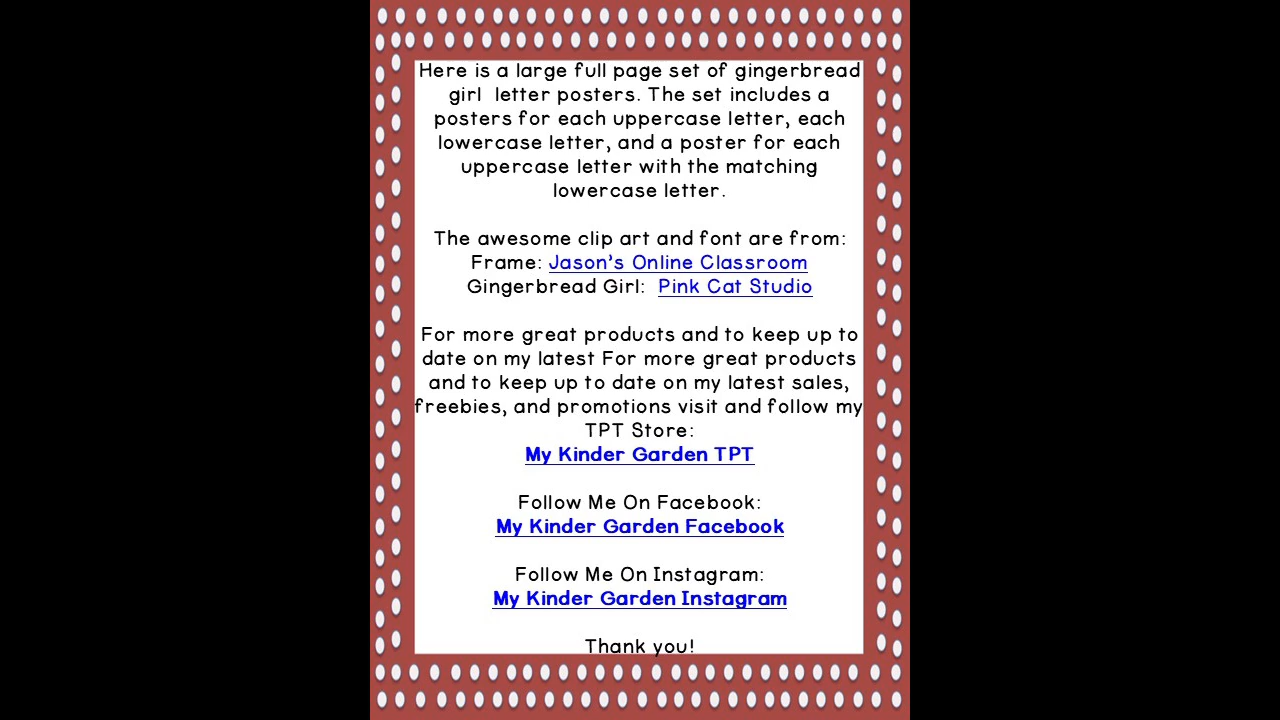 Here is a large full page set of gingerbread
girl letter posters. The set includes a
posters for each uppercase letter, each
lowercase letter, and a poster for each
uppercase letter with the matching
lowercase letter.
The awesome clip art and font are from:
Frame: Jason's Online Classroom
Gingerbread Girl: Pink Cat Studio
For more great products and to keep up to
date on my latest For more great products
and to keep up to date on my latest sales,
freebies, and promotions visit and follow my
TPT Store:
My Kinder Garden TPT
Follow Me On Facebook:
My Kinder Garden Facebook
Follow Me On Instagram:
My Kinder Garden Instagram
Thank you!